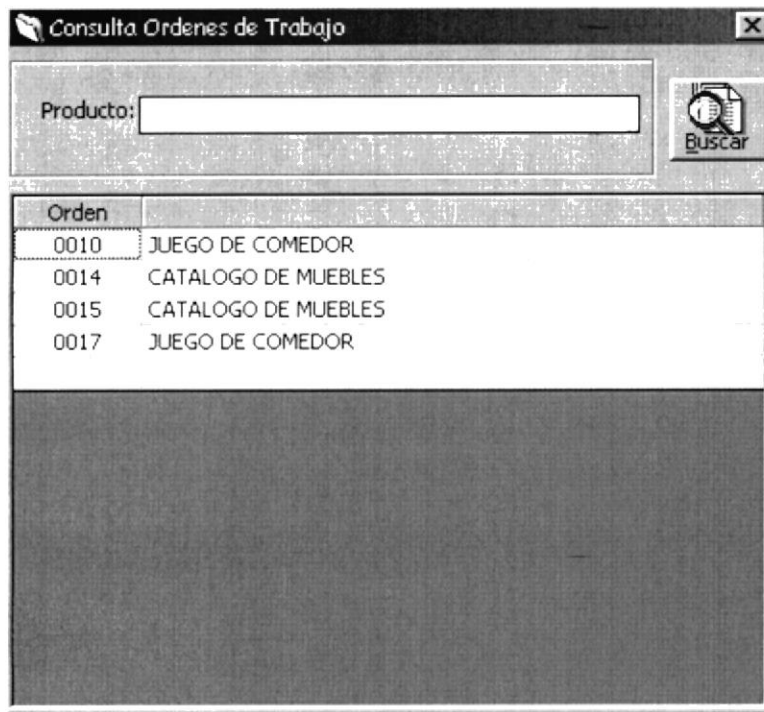 Consulta Ordenes de Trabajo
Producto:
Buscar
Orden
0010 JUEGO DE COMEDOR
0014 CATALOGO DE MUEBLES
0015 CATALOGO DE MUEBLES
0017 JUEGO DE COMEDOR